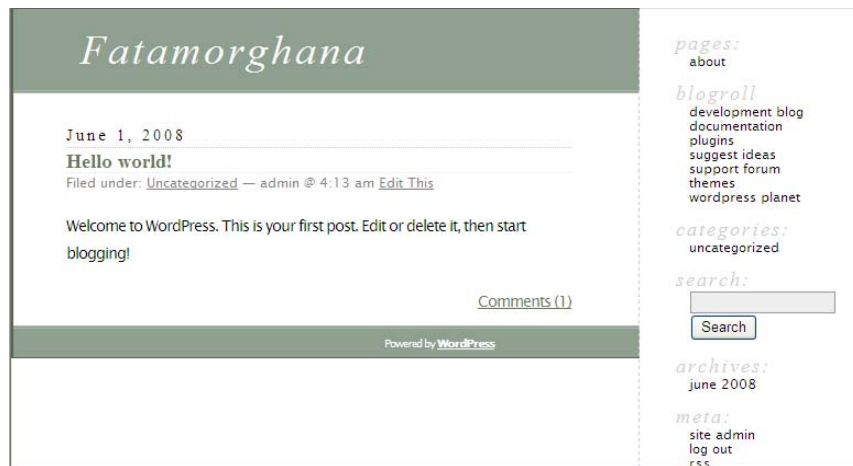 Fatamorghana
June 1, 2008
Hello world!
Filed under: Uncategorized — admin @ 4:13 am Edit This
Welcome to WordPress. This is your first post. Edit or delete it, then start
blogging!
Comments (1)
Powered by WordPress
pages:
about
blogroll
development blog
documentation
plugins
suggest ideas
support forum
themes
wordpress planet
categories:
uncategorized
search:
Search
archives:
june 2008
meta:
site admin
log out
rss